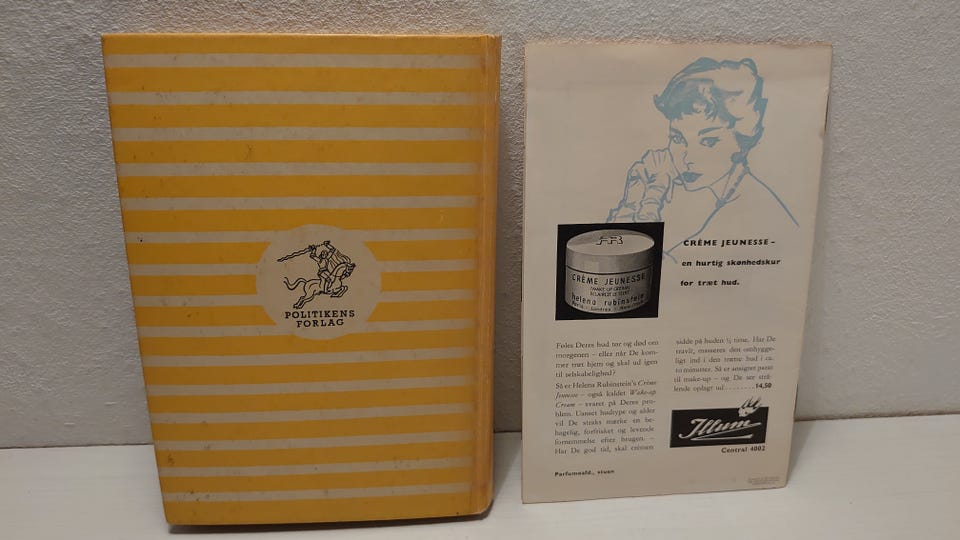 POLITIKENS
FORLAG
CRÈME JEUNESSE –
en hurtig skønhedskur
for træt hud.
CRÈME JEUNESSE
helena rubinstein
Føles Deres hud tør og død om
morgenen – eller når De kom-
mer træt hjem og skal ud igen
til selskabelighed?
Så er Helena Rubinstein's Crème
Jeunesse – også kaldet Wake-up
Cream – svaret på Deres pro-
blem. Uanset hudtype og alder
vil De straks mærke en be-
hagelig, forfrisket og levende
fornemmelse efter brugen. –
Har De god tid, skal cremen
sidde på huden ½ time. Har De
travlt, masseres den omhygge-
ligt ind i den trætte hud i ca.
10 minutter. Så er ansigtet parat
til make-up – og De ser strå-
lende oplagt ud ........ 14,50
Illum
Central 4002
Parfumeafd., stuen